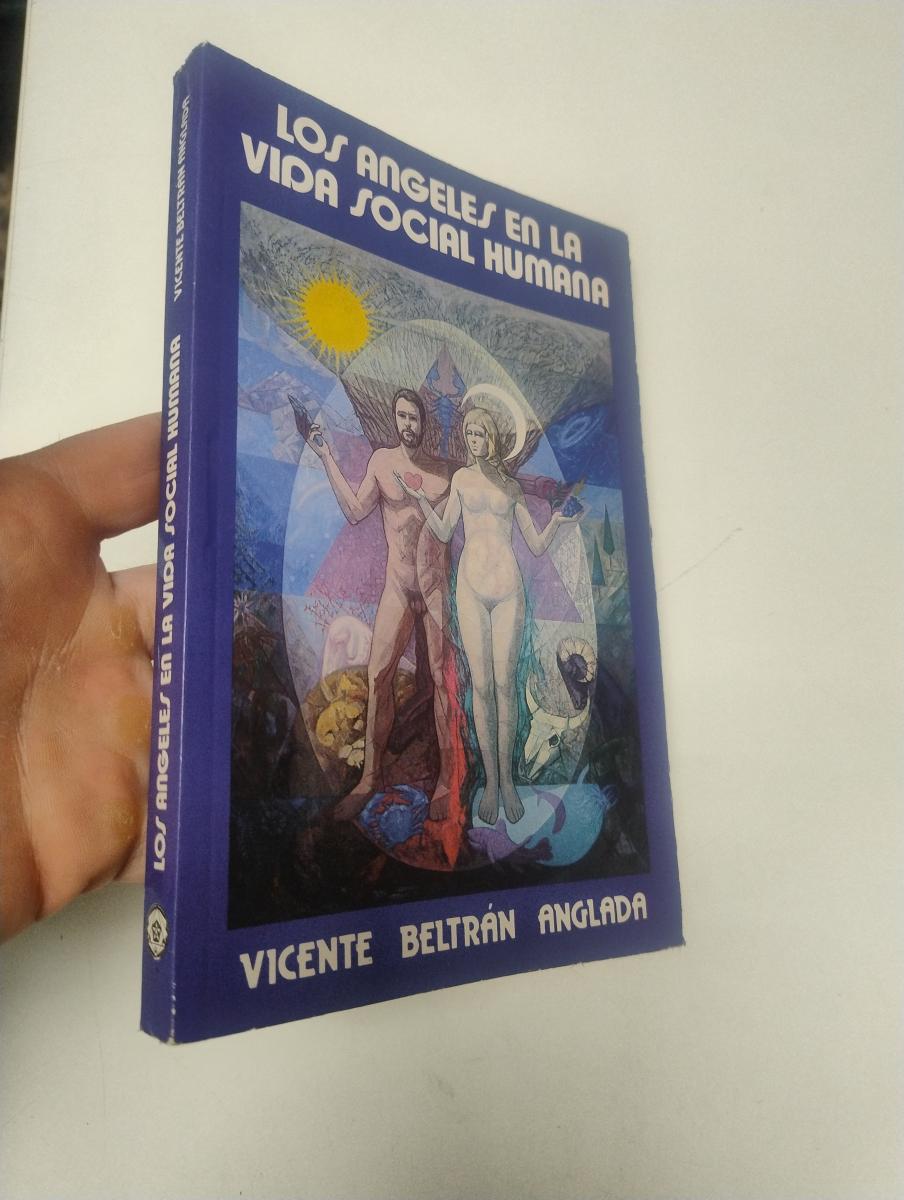 LOS ANGELES EN LA
VIDA SOCIAL HUMANA
VICENTE BELTRÁN ANGLADA
LOS ANGELES EN LA VIDA SOCIAL HUMANA VICENTE BELTRÁN ANGLADA